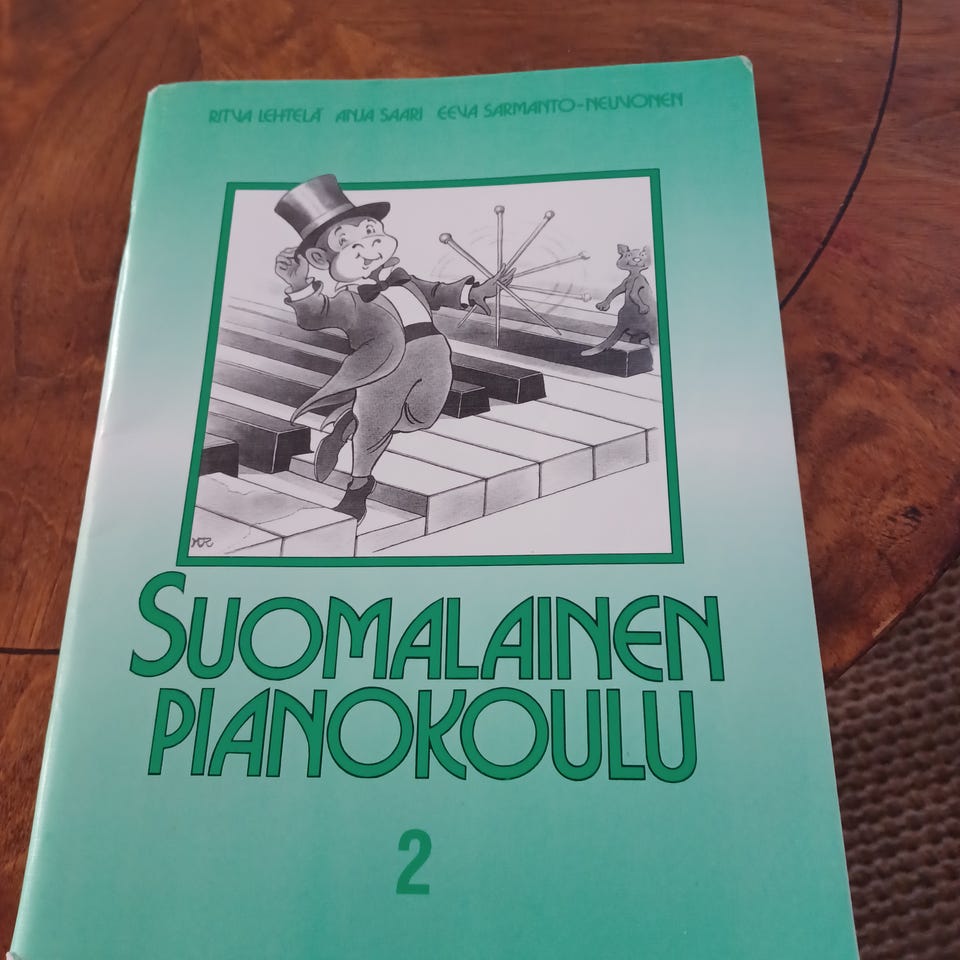 RITVA LEHTELÄ ANJA SAARI EEVA SARMANTO-NEUVONEN
SUOMALAINEN
PIANOKOULU
2